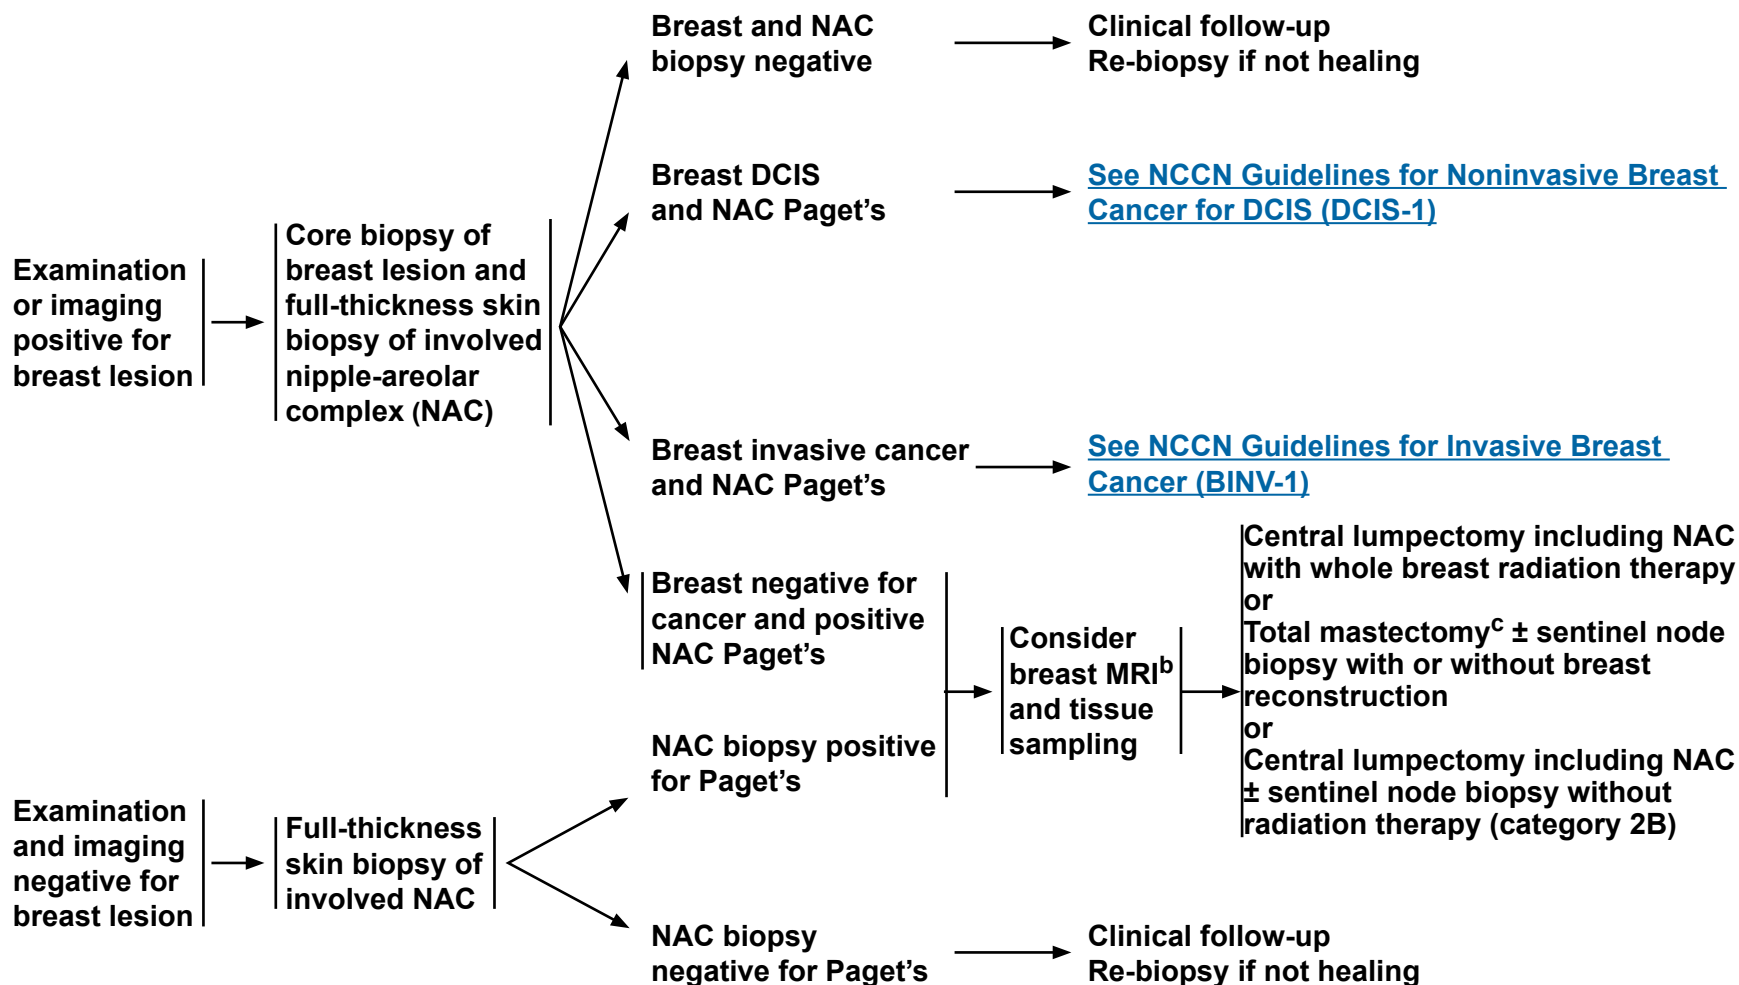 Examination
or imaging
positive for
breast lesion
Core biopsy of
breast lesion and
full-thickness skin
biopsy of involved
nipple-areolar
complex (NAC)
Breast and NAC
biopsy negative
Clinical follow-up
Re-biopsy if not healing
Breast DCIS
and NAC Paget’s
See NCCN Guidelines for Noninvasive Breast
Cancer for DCIS (DCIS-1)
Breast invasive cancer
and NAC Paget’s
See NCCN Guidelines for Invasive Breast
Cancer (BINV-1)
Breast negative for
cancer and positive
NAC Paget’s
Examination
and imaging
negative for
breast lesion
Full-thickness
skin biopsy of
involved NAC
NAC biopsy positive
for Paget’s
Consider
breast MRIb
and tissue
sampling
Central lumpectomy including NAC
with whole breast radiation therapy
or
Total mastectomyc ± sentinel node
biopsy with or without breast
reconstruction
or
Central lumpectomy including NAC
± sentinel node biopsy without
radiation therapy (category 2B)
NAC biopsy
negative for Paget’s
Clinical follow-up
Re-biopsy if not healing